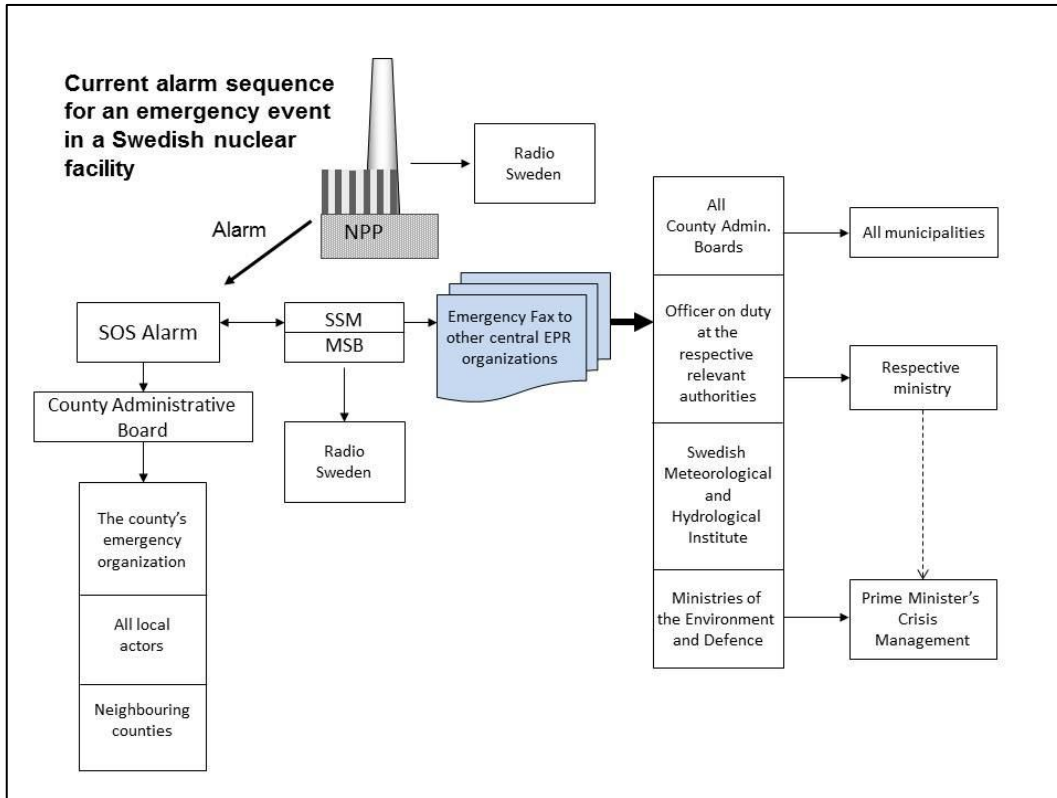 Current alarm sequence
for an emergency event
in a Swedish nuclear
facility
Radio
Sweden
NPP
Alarm
SOS Alarm
SSM
MSB
Emergency Fax to
other central EPR
organizations
County Administrative
Board
Radio
Sweden
The county's
emergency
organization
All local
actors
Neighbouring
counties
All
County Admin.
Boards
Officer on duty
at the
respective
relevant
authorities
Swedish
Meteorological
and
Hydrological
Institute
Ministries of
the Environment
and Defence
All municipalities
Respective
ministry
Prime Minister's
Crisis
Management